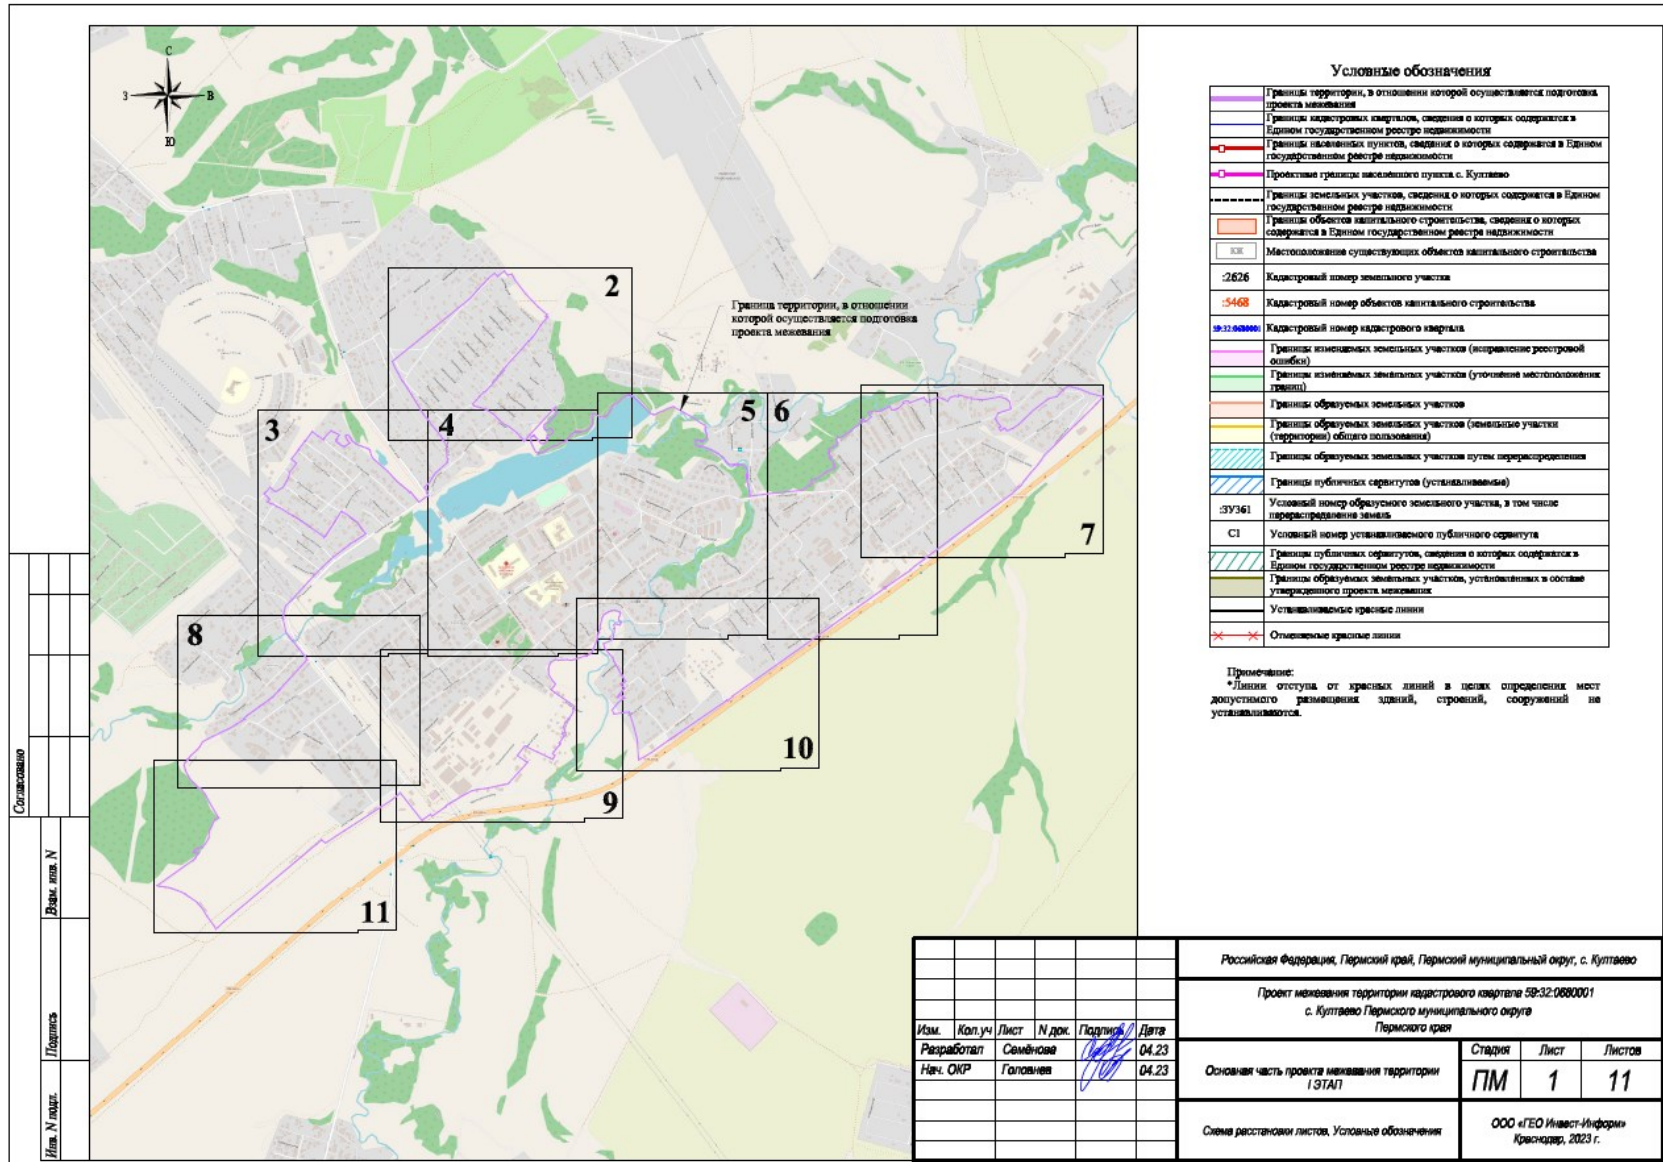 С
З
В
Ю
2
Граница территории, в отношении
которой осуществляется подготовка
проекта межевания
3
4
5
6
7
8
9
10
11
Условные обозначения
Границы территории, в отношении которой осуществляется подготовка
проекта межевания
Границы кадастровых кварталов, сведения о которых содержатся в
Едином государственном реестре недвижимости
Границы населенных пунктов, сведения о которых содержатся в Едином
государственном реестре недвижимости
Проектные границы населенного пункта с. Култаево
Границы земельных участков, сведения о которых содержатся в Едином
государственном реестре недвижимости
Границы объектов капитального строительства, сведения о которых
содержатся в Едином государственном реестре недвижимости
КН
Местоположение существующих объектов капитального строительства
:2626
Кадастровый номер земельного участка
:5468
Кадастровый номер объектов капитального строительства
59:32:0680001
Кадастровый номер кадастрового квартала
Границы изменяемых земельных участков (исправление реестровой
ошибки)
Границы изменяемых земельных участков (уточнение местоположения
границ)
Границы образуемых земельных участков
Границы образуемых земельных участков (земельные участки
(территории) общего пользования)
Границы образуемых земельных участков путем перераспределения
Границы публичных сервитутов (устанавливаемые)
:ЗУ361
Условный номер образуемого земельного участка, в том числе
перераспределение земель
С1
Условный номер устанавливаемого публичного сервитута
Границы публичных сервитутов, сведения о которых содержатся в
Едином государственном реестре недвижимости
Границы образуемых земельных участков, установленных в составе
утвержденного проекта межевания
Устанавливаемые красные линии
Отменяемые красные линии
Примечание:
*Линии отступа от красных линий в целях определения мест
допустимого размещения зданий, строений, сооружений не
устанавливаются.
Согласовано
Взам. инв. N
Подпись
Инв. N подл.
Изм. Кол.уч Лист N док. Подпись Дата
Разработал Семёнова 04.23
Нач. ОКР Головнев 04.23
Российская Федерация, Пермский край, Пермский муниципальный округ, с. Култаево
Проект межевания территории кадастрового квартала 59:32:0680001
с. Култаево Пермского муниципального округа
Пермского края
Основная часть проекта межевания территории
I ЭТАП
Стадия Лист Листов
ПМ 1 11
Схема расстановки листов, Условные обозначения
ООО «ГЕО Инвест-Информ»
Краснодар, 2023 г.